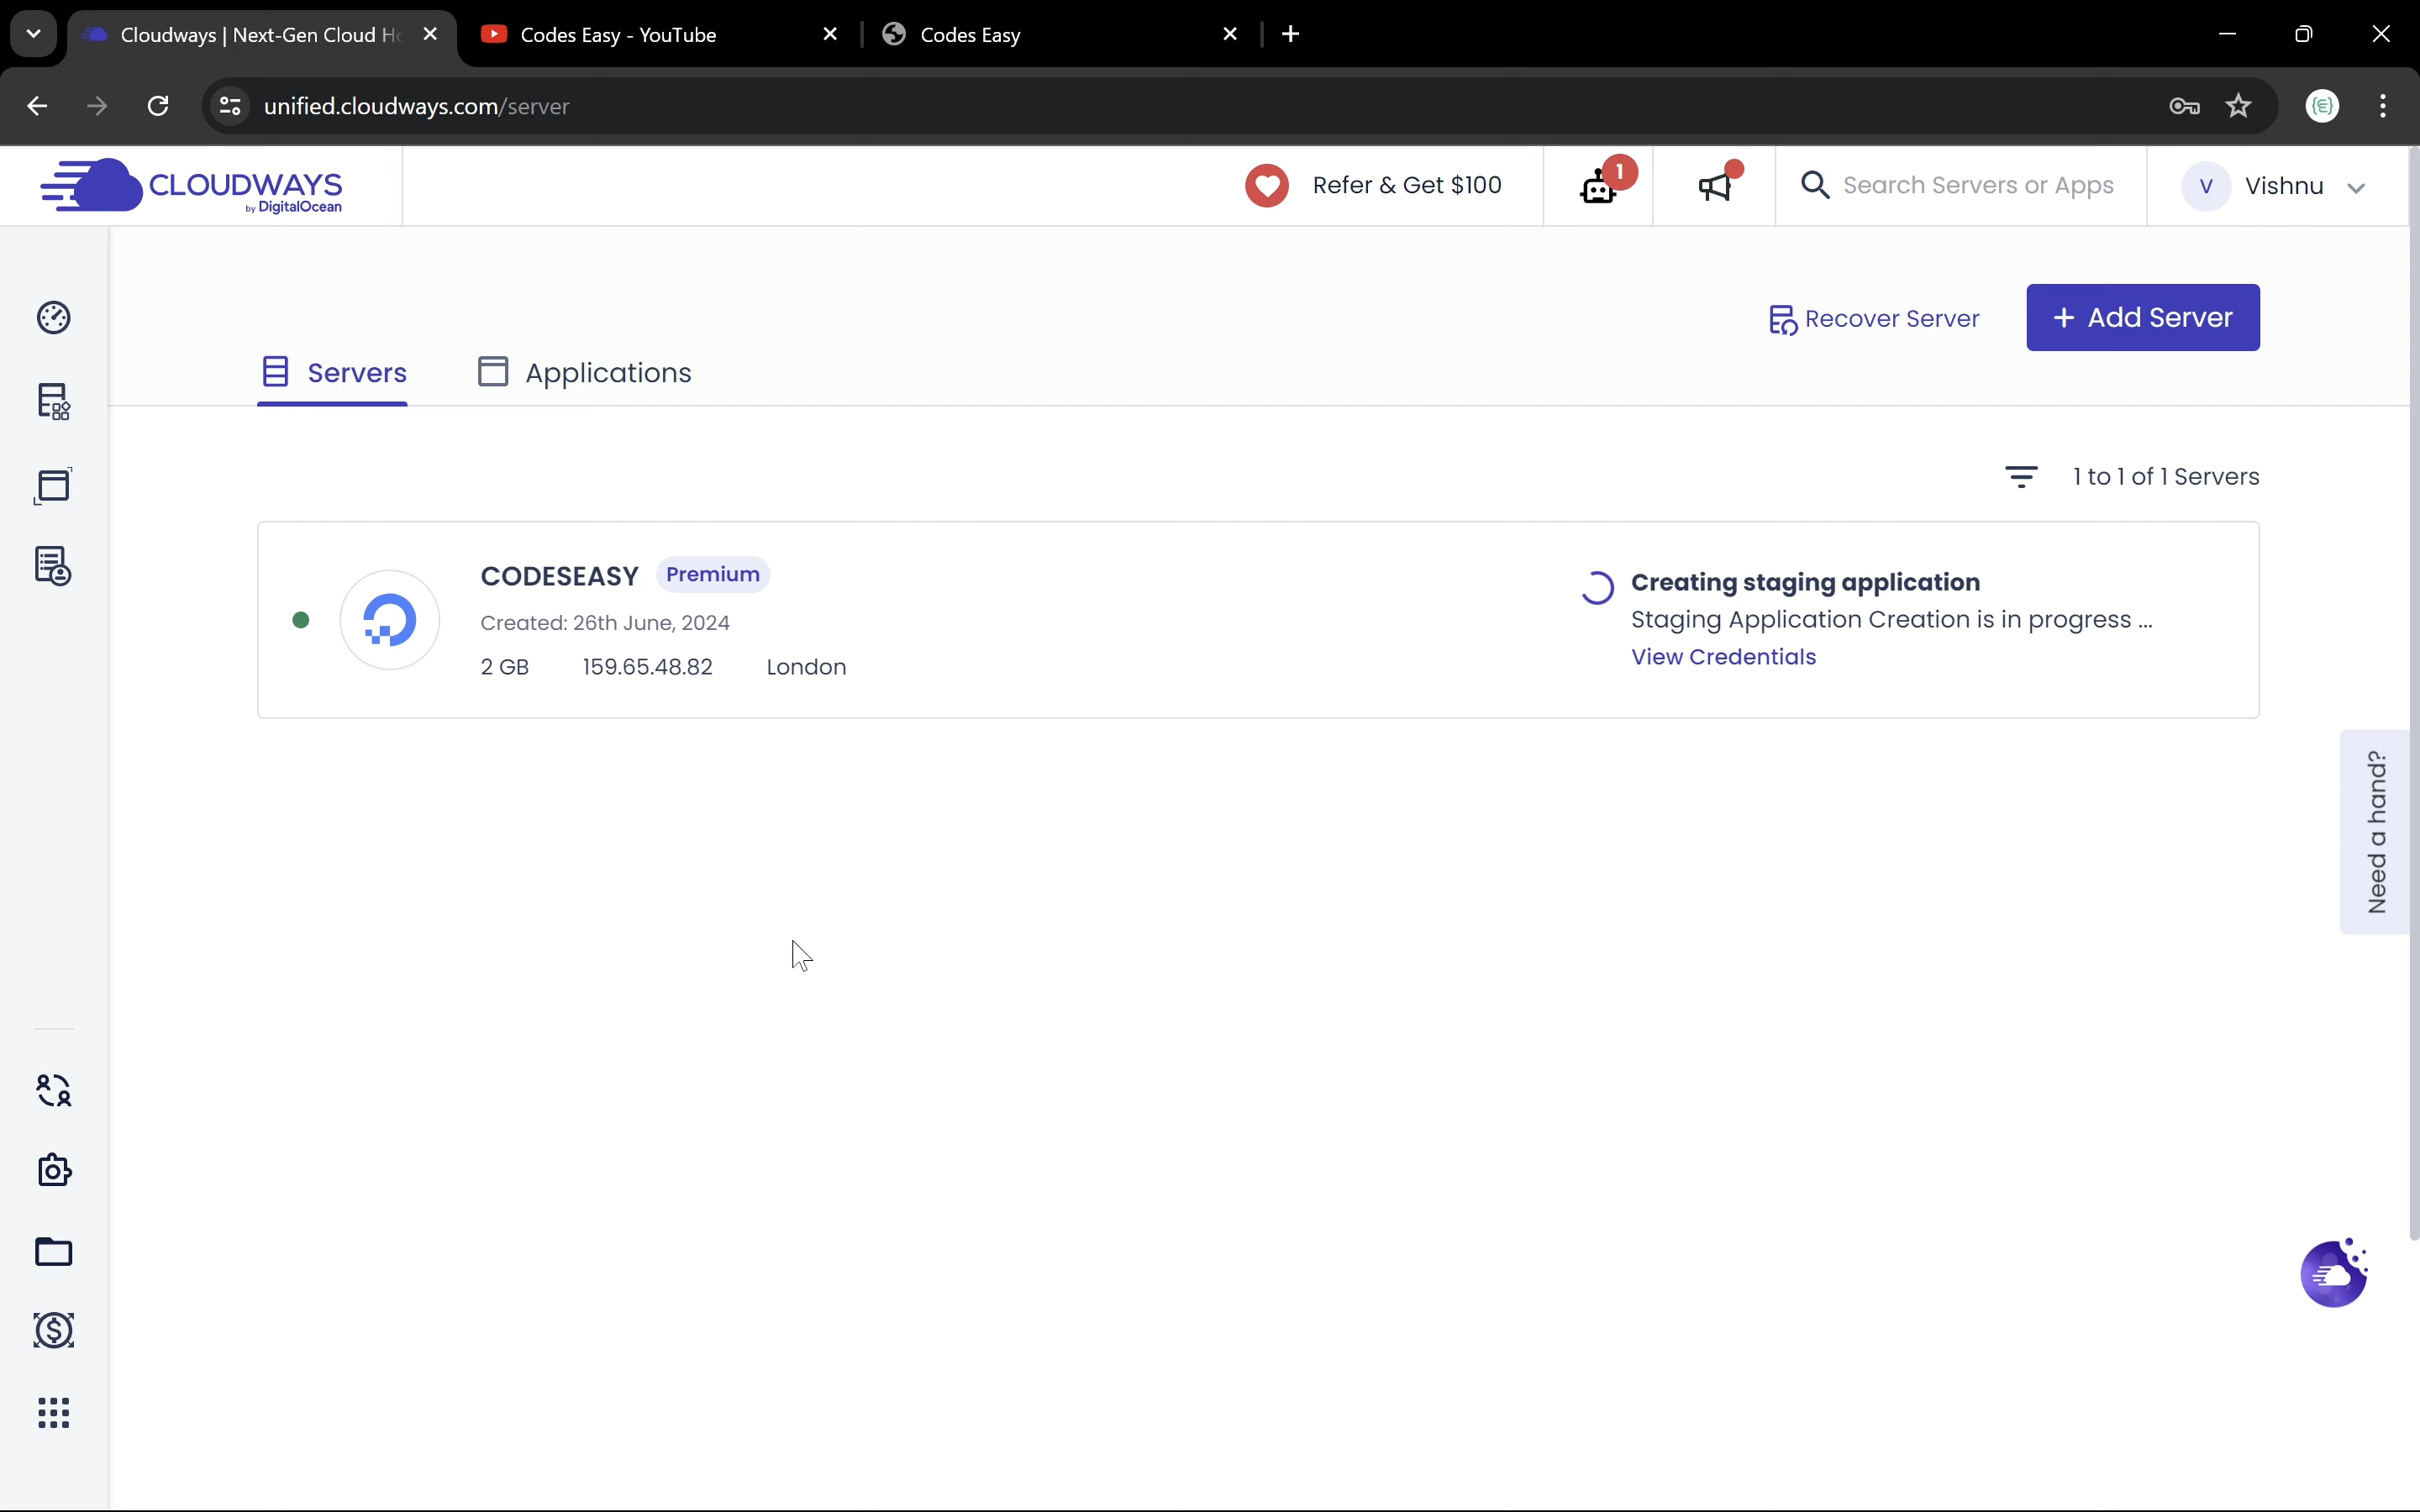 Cloudways | Next-Gen Cloud H
Codes Easy - YouTube
Codes Easy
unified.cloudways.com/server
CLOUDWAYS
by DigitalOcean
Refer & Get $100
1
Search Servers or Apps
V
Vishnu
Recover Server
+ Add Server
Servers
Applications
1 to 1 of 1 Servers
CODESEASY
Premium
Created: 26th June, 2024
2 GB
159.65.48.82
London
Creating staging application
Staging Application Creation is in progress ...
View Credentials
Need a hand?